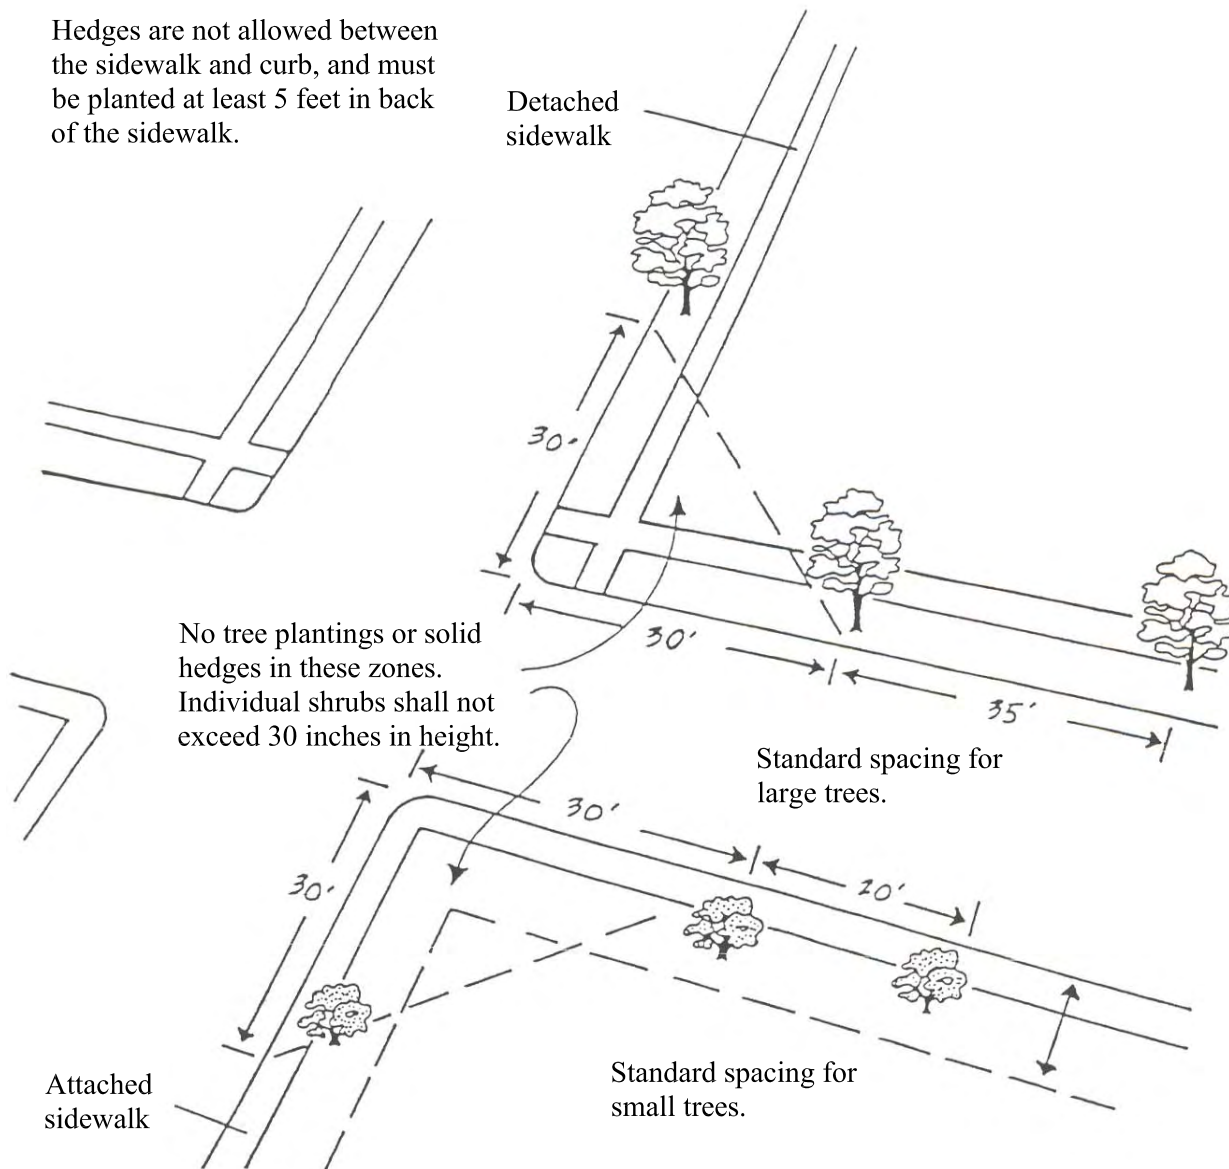 Hedges are not allowed between
the sidewalk and curb, and must
be planted at least 5 feet in back
of the sidewalk.
Detached
sidewalk
30'
30'
35'
No tree plantings or solid
hedges in these zones.
Individual shrubs shall not
exceed 30 inches in height.
Standard spacing for
large trees.
30'
20'
30'
Attached
sidewalk
Standard spacing for
small trees.